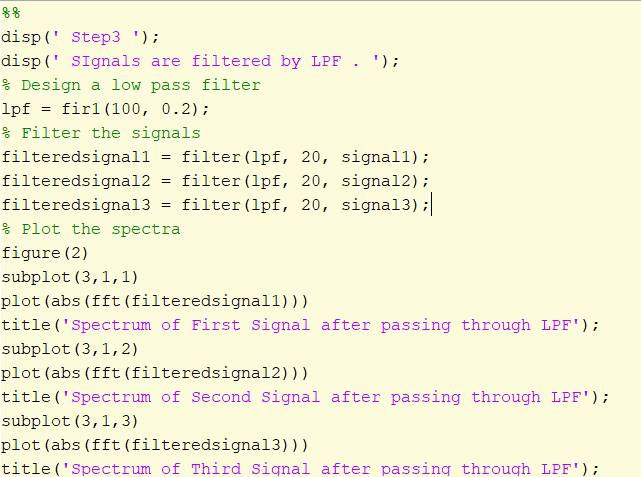 %%
disp(' Step3 ');
disp(' SIgnals are filtered by LPF . ');
% Design a low pass filter
lpf = fir1(100, 0.2);
% Filter the signals
filteredsignal1 = filter(lpf, 20, signal1);
filteredsignal2 = filter(lpf, 20, signal2);
filteredsignal3 = filter(lpf, 20, signal3);
% Plot the spectra
figure(2)
subplot(3,1,1)
plot(abs(fft(filteredsignal1)))
title('Spectrum of First Signal after passing through LPF');
subplot(3,1,2)
plot(abs(fft(filteredsignal2)))
title('Spectrum of Second Signal after passing through LPF');
subplot(3,1,3)
plot(abs(fft(filteredsignal3)))
title('Spectrum of Third Signal after passing through LPF');